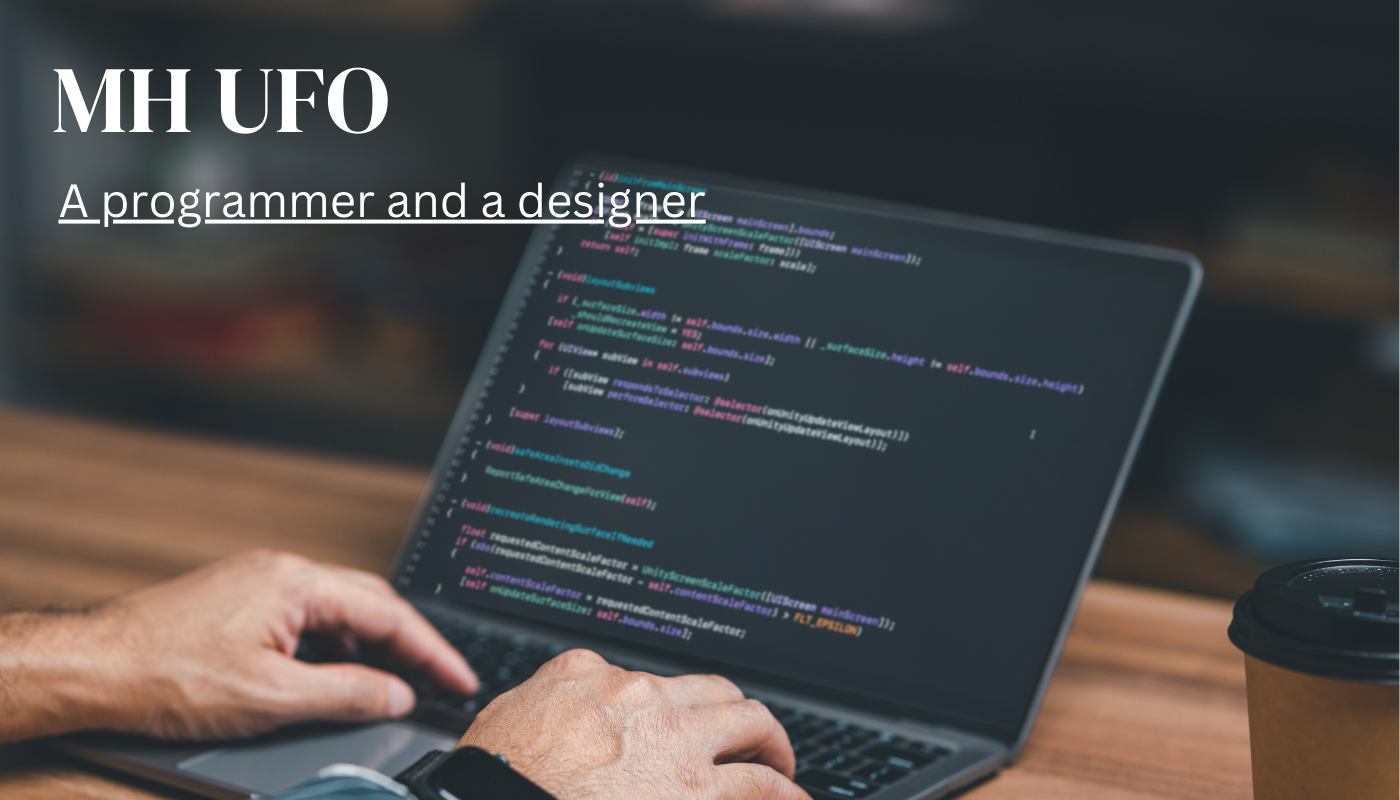 MH UFO
A programmer and a designer
- (id)initFromMainScreen
{
[UIScreen mainScreen].bounds;
UnityScreenScaleFactor([UIScreen mainScreen]);
= [super initWithFrame: frame]))
[self initImpl: frame scaleFactor: scale];
return self;
}
- (void)layoutSubviews
{
if (_surfaceSize.width != self.bounds.size.width || _surfaceSize.height != self.bounds.size.height)
_shouldRecreateView = YES;
[self onUpdateSurfaceSize: self.bounds.size];
for (UIView* subView in self.subviews)
{
if ([subView respondsToSelector: @selector(onUnityUpdateViewLayout)])
[subView performSelector: @selector(onUnityUpdateViewLayout)];
}
[super layoutSubviews];
}
- (void)safeAreaInsetsDidChange
{
ReportSafeAreaChangeForView(self);
}
- (void)recreateRenderingSurfaceIfNeeded
{
float requestedContentScaleFactor = UnityScreenScaleFactor([UIScreen mainScreen]);
if (abs(requestedContentScaleFactor - self.contentScaleFactor) > FLT_EPSILON)
{
self.contentScaleFactor = requestedContentScaleFactor;
[self onUpdateSurfaceSize: self.bounds.size];
}